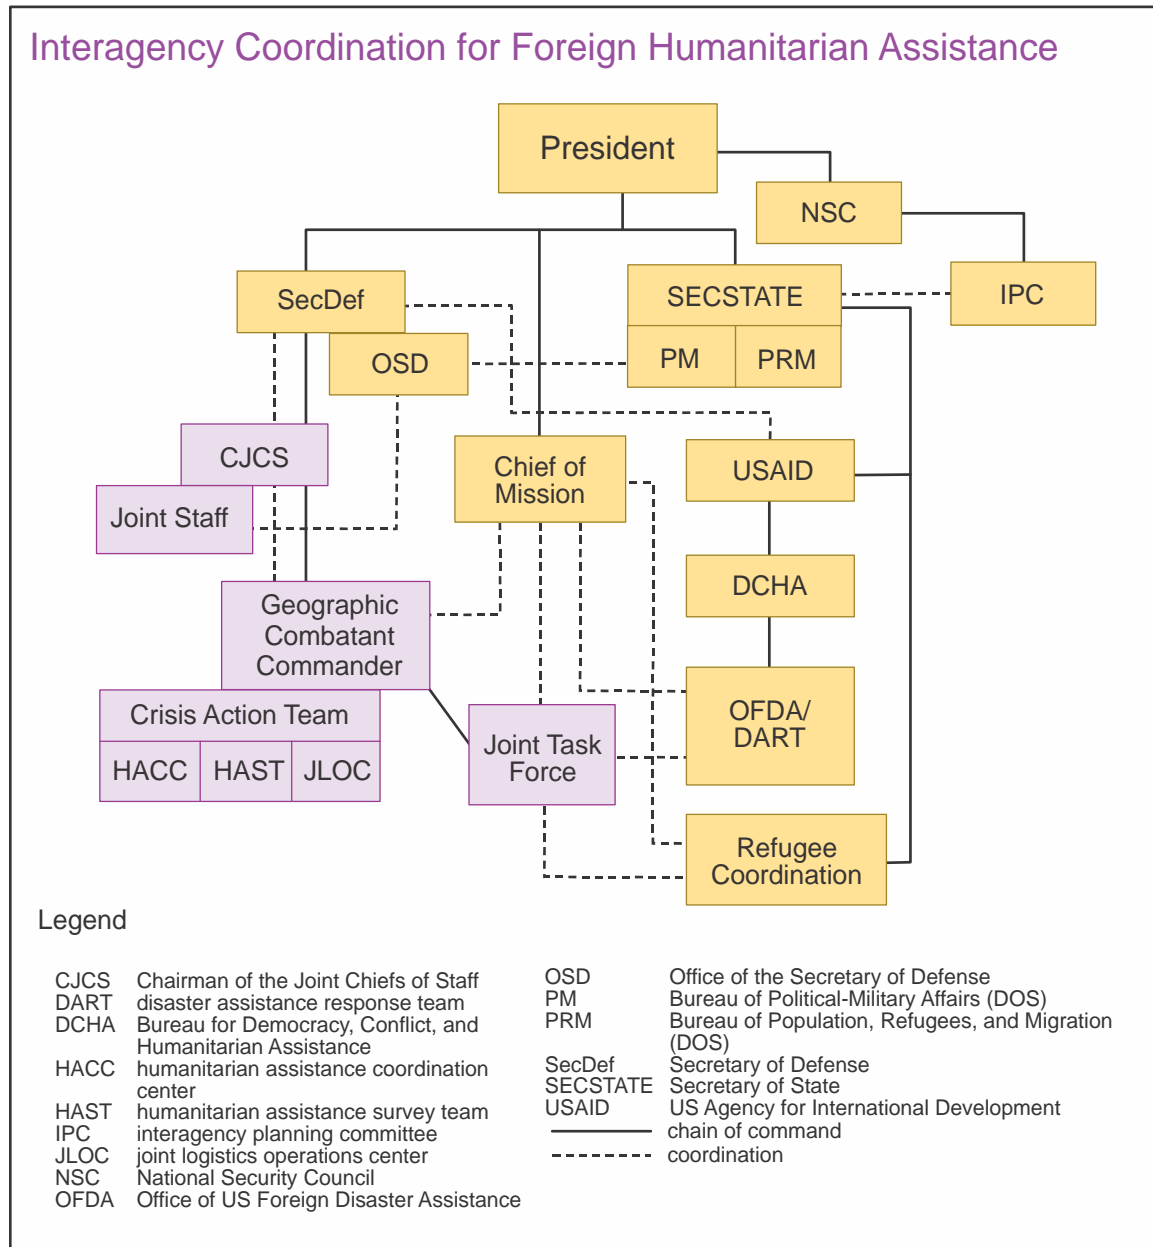 Interagency Coordination for Foreign Humanitarian Assistance
President
NSC
SecDef
SECSTATE
IPC
OSD
PM
PRM
CJCS
Joint Staff
Chief of
Mission
USAID
DCHA
Geographic
Combatant
Commander
Crisis Action Team
HACC
HAST
JLOC
Joint Task
Force
OFDA/
DART
Refugee
Coordination
Legend
CJCS Chairman of the Joint Chiefs of Staff
DART disaster assistance response team
DCHA Bureau for Democracy, Conflict, and
Humanitarian Assistance
HACC humanitarian assistance coordination
center
HAST humanitarian assistance survey team
IPC interagency planning committee
JLOC joint logistics operations center
NSC National Security Council
OFDA Office of US Foreign Disaster Assistance
OSD Office of the Secretary of Defense
PM Bureau of Political-Military Affairs (DOS)
PRM Bureau of Population, Refugees, and Migration
(DOS)
SecDef Secretary of Defense
SECSTATE Secretary of State
USAID US Agency for International Development
chain of command
coordination